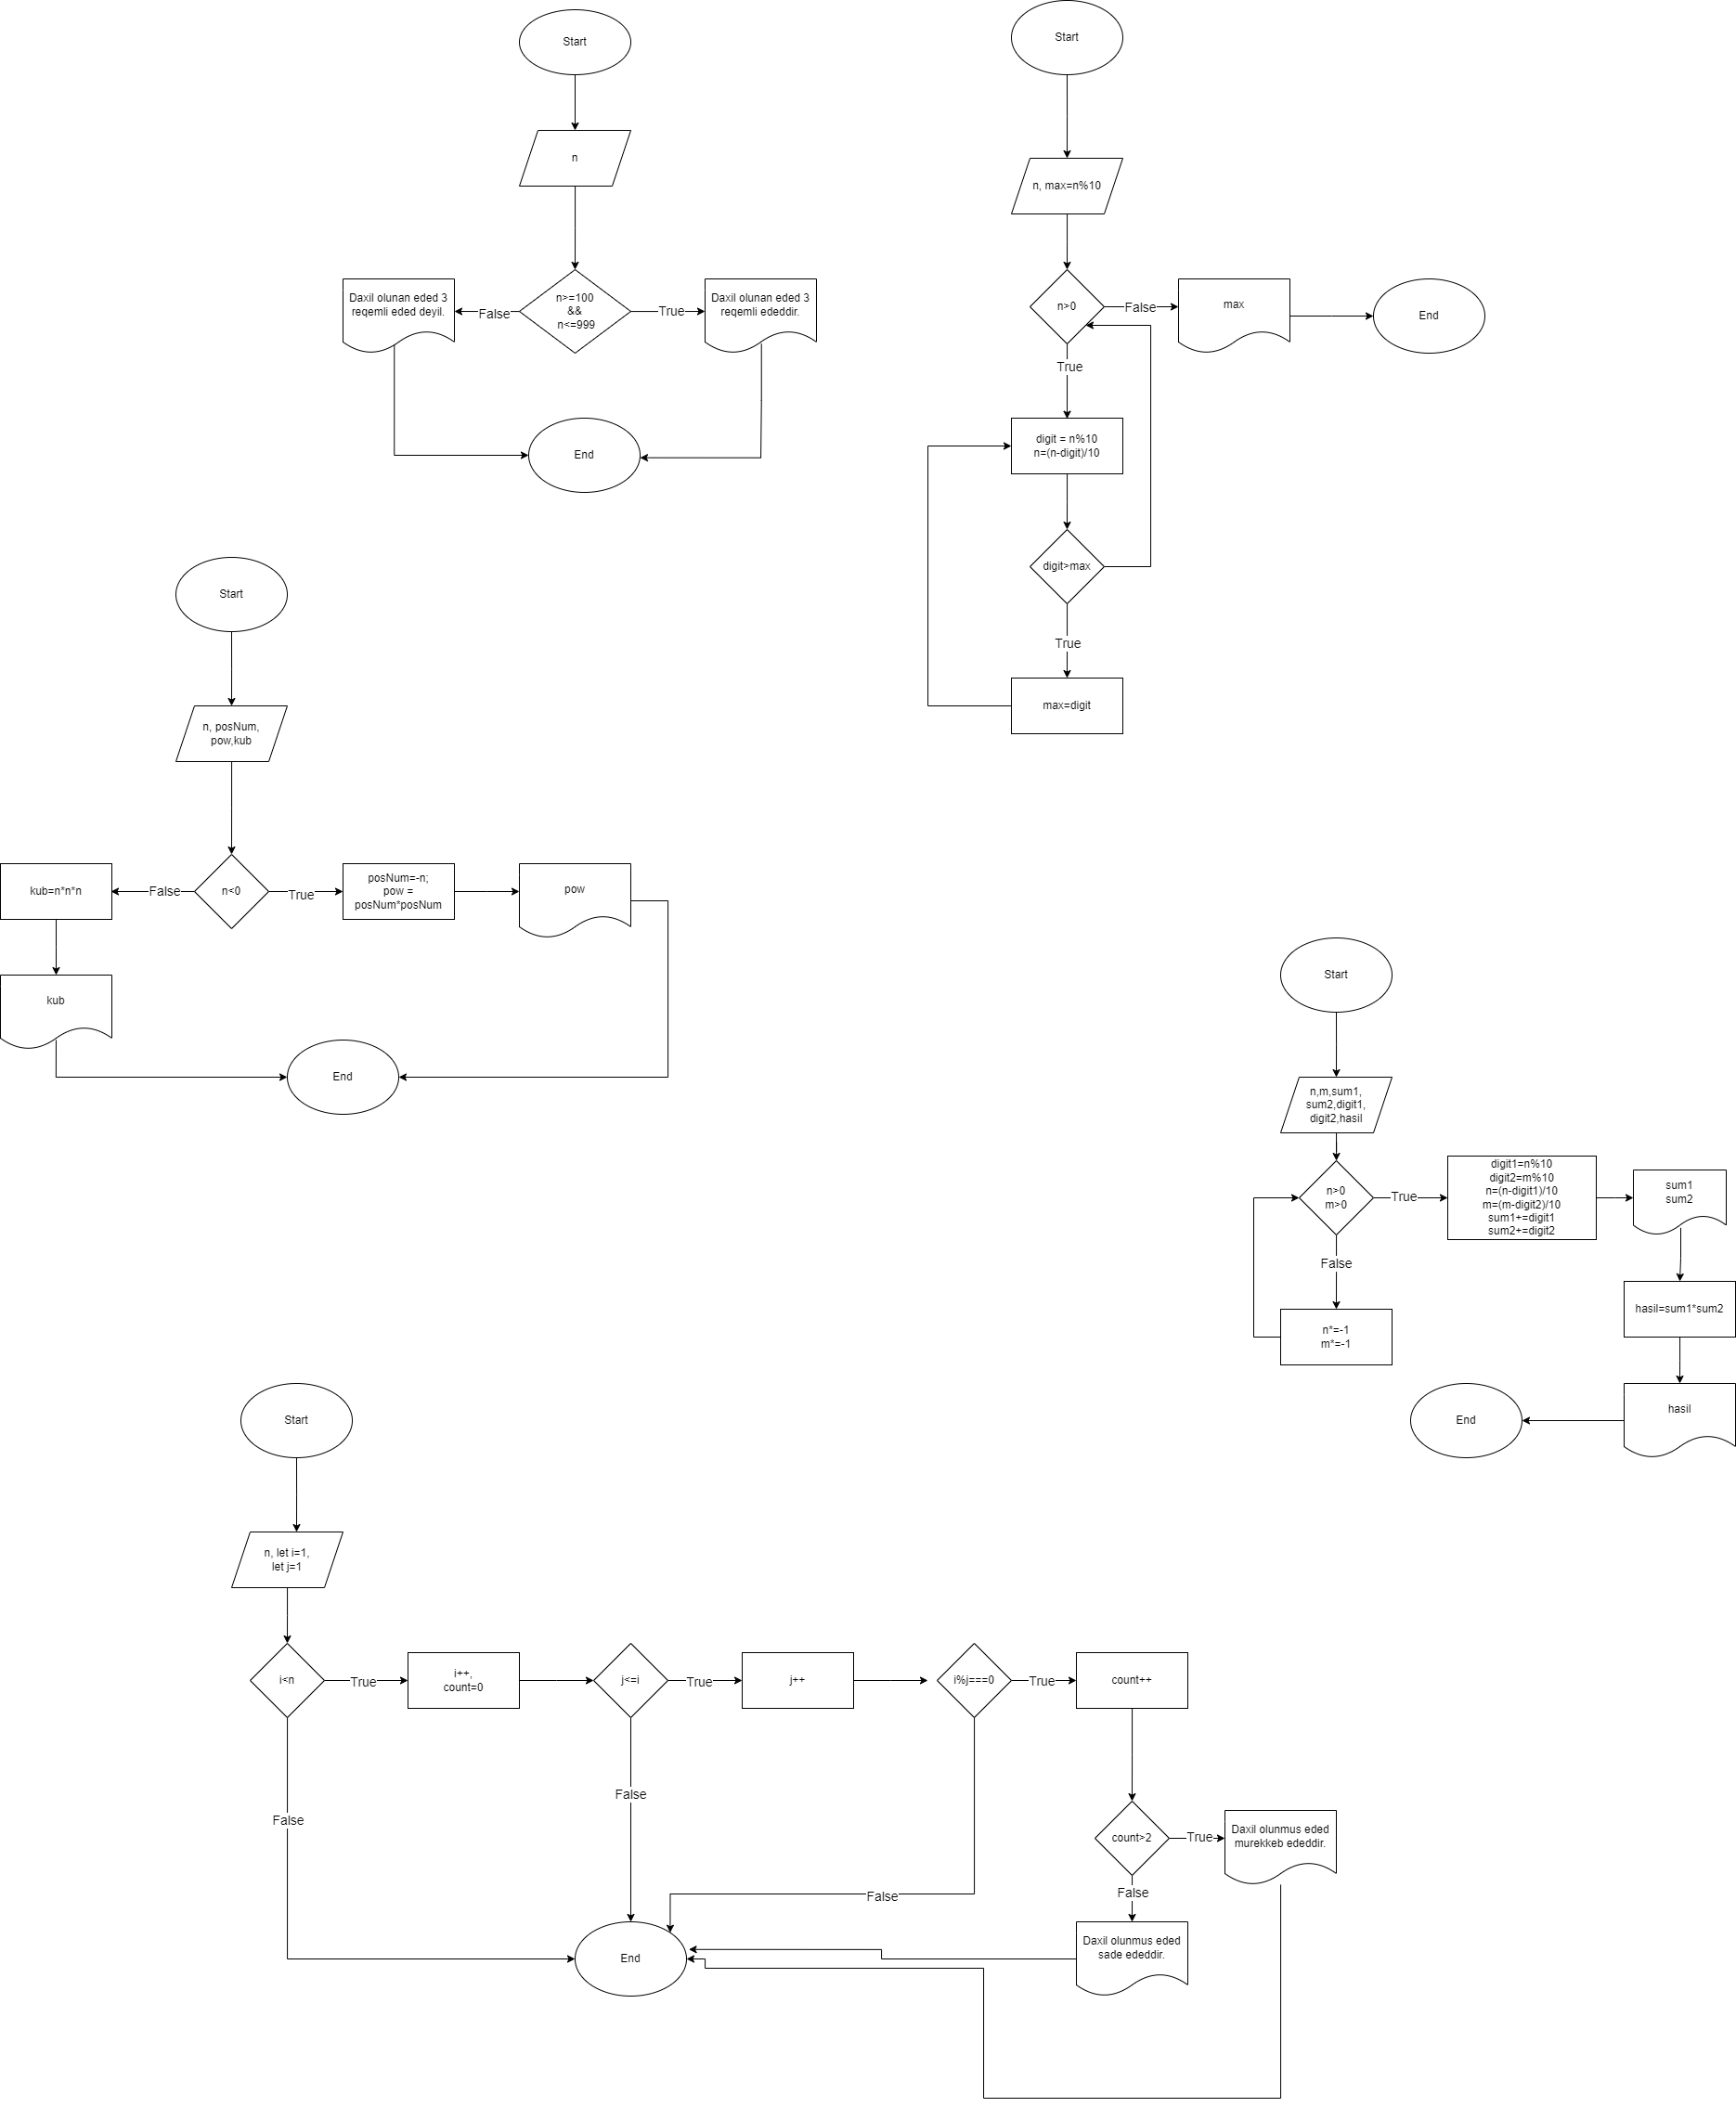 Start
n
n>=100
&&
n<=999
False
True
Daxil olunan eded 3
reqemli eded deyil.
Daxil olunan eded 3
reqemli ededdir.
End
Start
n, max=n%10
n>0
False
max
End
True
digit = n%10
n=(n-digit)/10
digit>max
True
max=digit
Start
n, posNum,
pow,kub
n<0
False
kub=n*n*n
kub
True
posNum=-n;
pow =
posNum*posNum
pow
End
Start
n,m,sum1,
sum2,digit1,
digit2,hasil
n>0
m>0
True
digit1=n%10
digit2=m%10
n=(n-digit1)/10
m=(m-digit2)/10
sum1+=digit1
sum2+=digit2
sum1
sum2
False
n*=-1
m*=-1
hasil=sum1*sum2
hasil
End
Start
n, let i=1,
let j=1
i<n
True
i++,
count=0
j<=i
True
j++
i%j===0
True
count++
False
False
False
count>2
True
Daxil olunmus eded
murekkeb ededdir.
False
Daxil olunmus eded
sade ededdir.
End